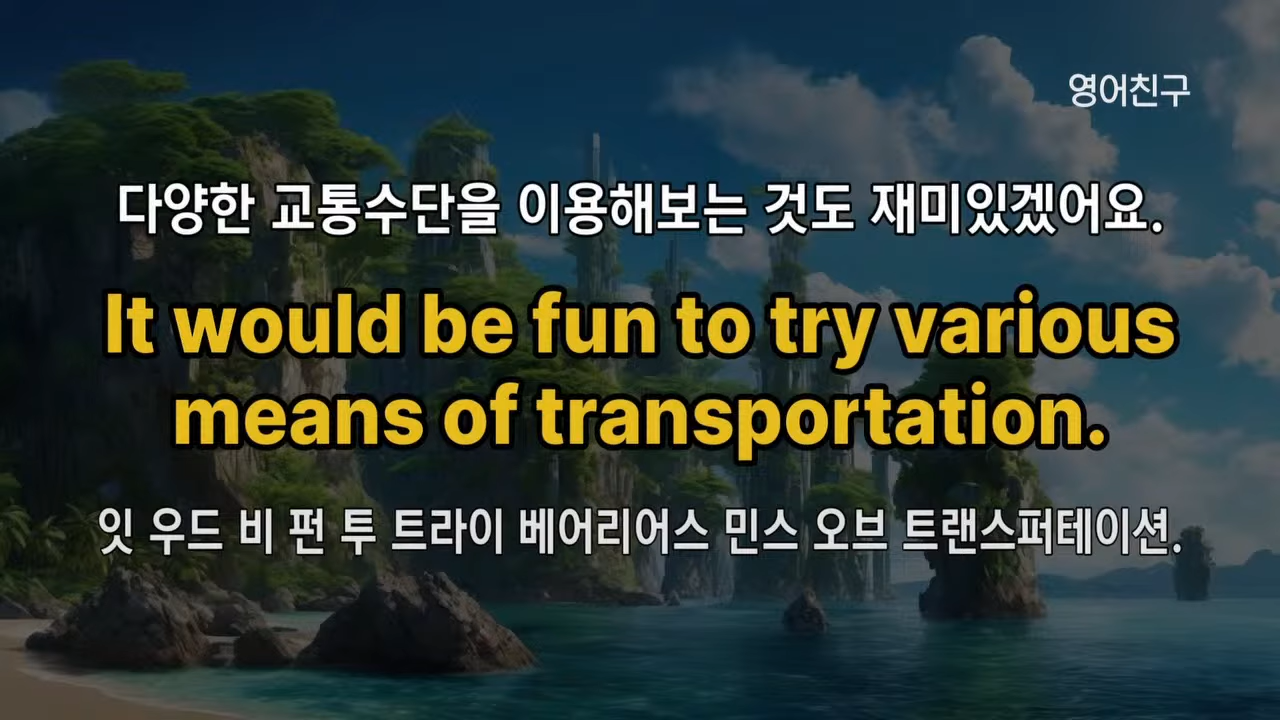 영어친구
다양한 교통수단을 이용해보는 것도 재미있겠어요.
It would be fun to try various
means of transportation.
잇 우드 비 펀 투 트라이 베어리어스 민스 오브 트랜스퍼테이션.